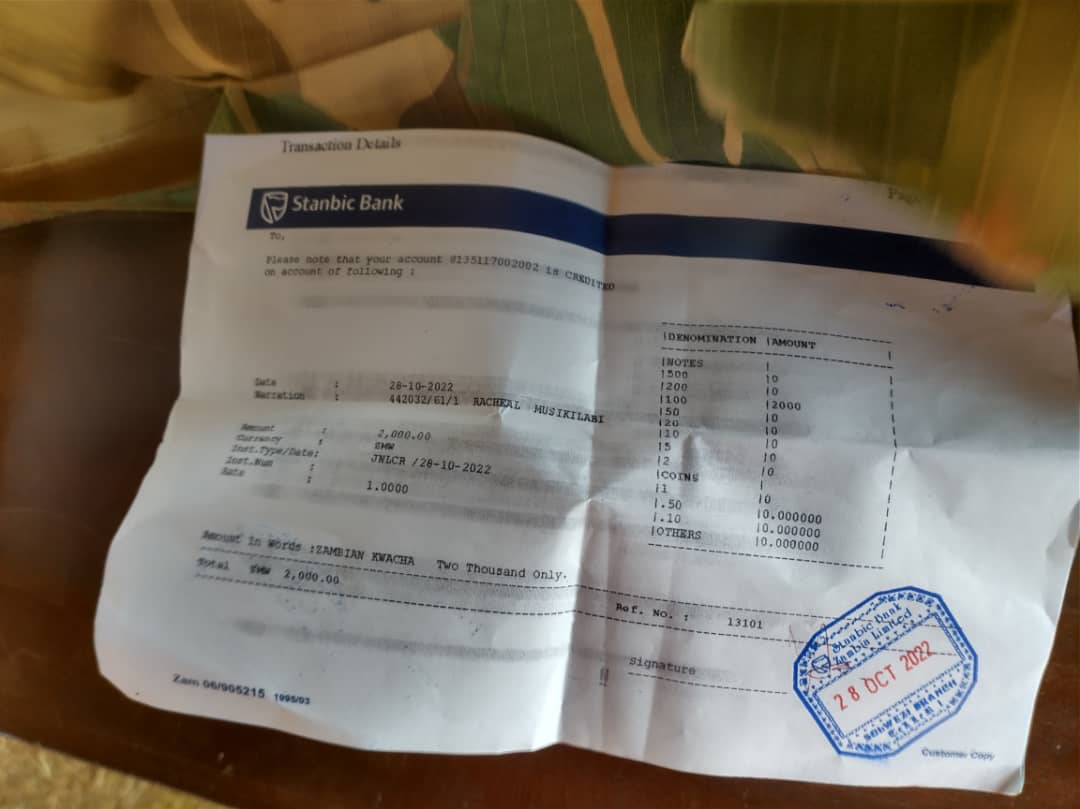 Transaction Details
Stanbic Bank
To,
Please note that your account 0135117002002 is CREDITED
on account of following :
Date : 28-10-2022
Narration : 442032/61/1 RACHEAL MUSIKILABI
Amount : 2,000.00
Currency : ZMW
Inst.Type/Date: JNLCR /28-10-2022
Inst.Num :
Rate : 1.0000
|DENOMINATION |AMOUNT |
|NOTES |
|500 |0
|200 |0
|100 |2000
|50 |0
|20 |0
|10 |0
|5 |0
|2 |0
|COINS |
|1 |0
|.50 |0.000000
|.10 |0.000000
|OTHERS |0.000000
Amount in Words :ZAMBIAN KWACHA Two Thousand Only.
Total ZMW 2,000.00
Ref. No. : 13101
signature
Stanbic Bank
Zambia Limited
28 OCT 2022
SOLWEZI BRANCH
Zam 06/905215 1995/03
Customer Copy